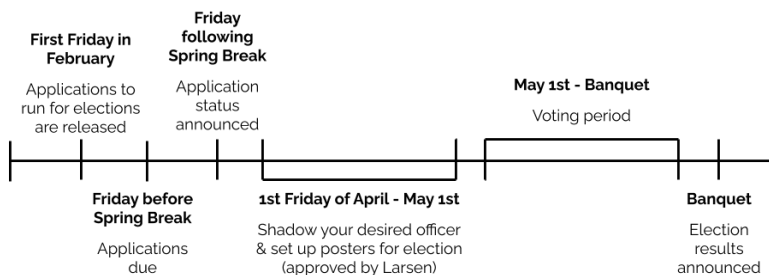 First Friday in
February
Applications to
run for elections
are released
Friday
following
Spring Break
Application
status
announced
May 1st - Banquet
Voting period
Friday before
Spring Break
Applications
due
1st Friday of April - May 1st
Shadow your desired officer
& set up posters for election
(approved by Larsen)
Banquet
Election
results
announced